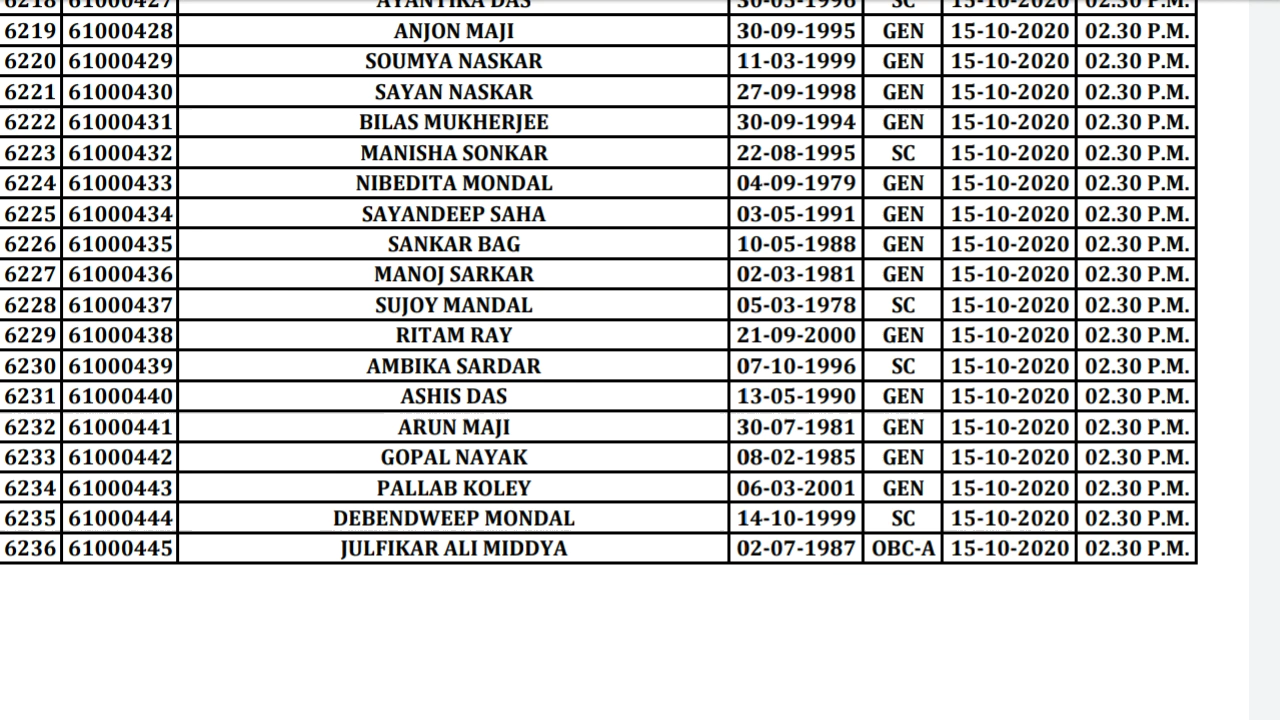 6218 61000427 AYANTIKA DAS SC 15-10-2020 02.30 P.M.
6219 61000428 ANJON MAJI 30-09-1995 GEN 15-10-2020 02.30 P.M.
6220 61000429 SOUMYA NASKAR 11-03-1999 GEN 15-10-2020 02.30 P.M.
6221 61000430 SAYAN NASKAR 27-09-1998 GEN 15-10-2020 02.30 P.M.
6222 61000431 BILAS MUKHERJEE 30-09-1994 GEN 15-10-2020 02.30 P.M.
6223 61000432 MANISHA SONKAR 22-08-1995 SC 15-10-2020 02.30 P.M.
6224 61000433 NIBEDITA MONDAL 04-09-1979 GEN 15-10-2020 02.30 P.M.
6225 61000434 SAYANDEEP SAHA 03-05-1991 GEN 15-10-2020 02.30 P.M.
6226 61000435 SANKAR BAG 10-05-1988 GEN 15-10-2020 02.30 P.M.
6227 61000436 MANOJ SARKAR 02-03-1981 GEN 15-10-2020 02.30 P.M.
6228 61000437 SUJOY MANDAL 05-03-1978 SC 15-10-2020 02.30 P.M.
6229 61000438 RITAM RAY 21-09-2000 GEN 15-10-2020 02.30 P.M.
6230 61000439 AMBIKA SARDAR 07-10-1996 SC 15-10-2020 02.30 P.M.
6231 61000440 ASHIS DAS 13-05-1990 GEN 15-10-2020 02.30 P.M.
6232 61000441 ARUN MAJI 30-07-1981 GEN 15-10-2020 02.30 P.M.
6233 61000442 GOPAL NAYAK 08-02-1985 GEN 15-10-2020 02.30 P.M.
6234 61000443 PALLAB KOLEY 06-03-2001 GEN 15-10-2020 02.30 P.M.
6235 61000444 DEBENDWEEP MONDAL 14-10-1999 SC 15-10-2020 02.30 P.M.
6236 61000445 JULFIKAR ALI MIDDYA 02-07-1987 OBC-A 15-10-2020 02.30 P.M.